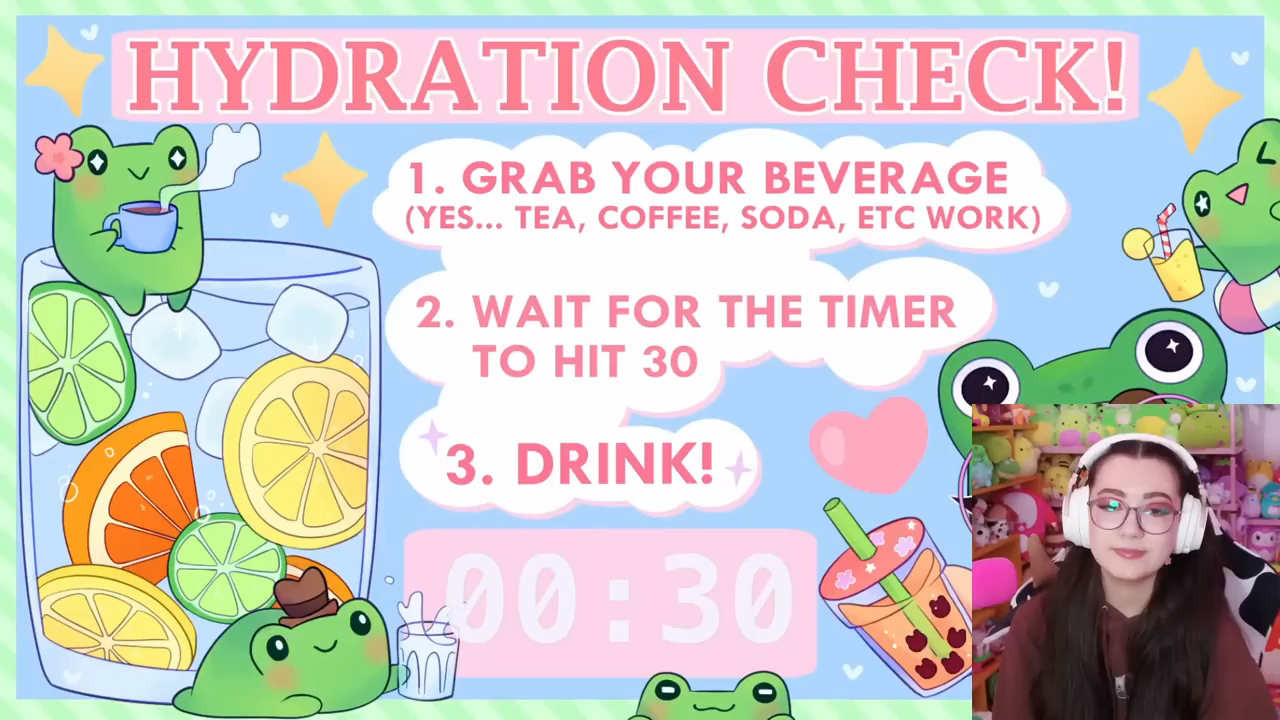 HYDRATION CHECK!
1. GRAB YOUR BEVERAGE
(YES... TEA, COFFEE, SODA, ETC WORK)
2. WAIT FOR THE TIMER
TO HIT 30
3. DRINK!
00:30